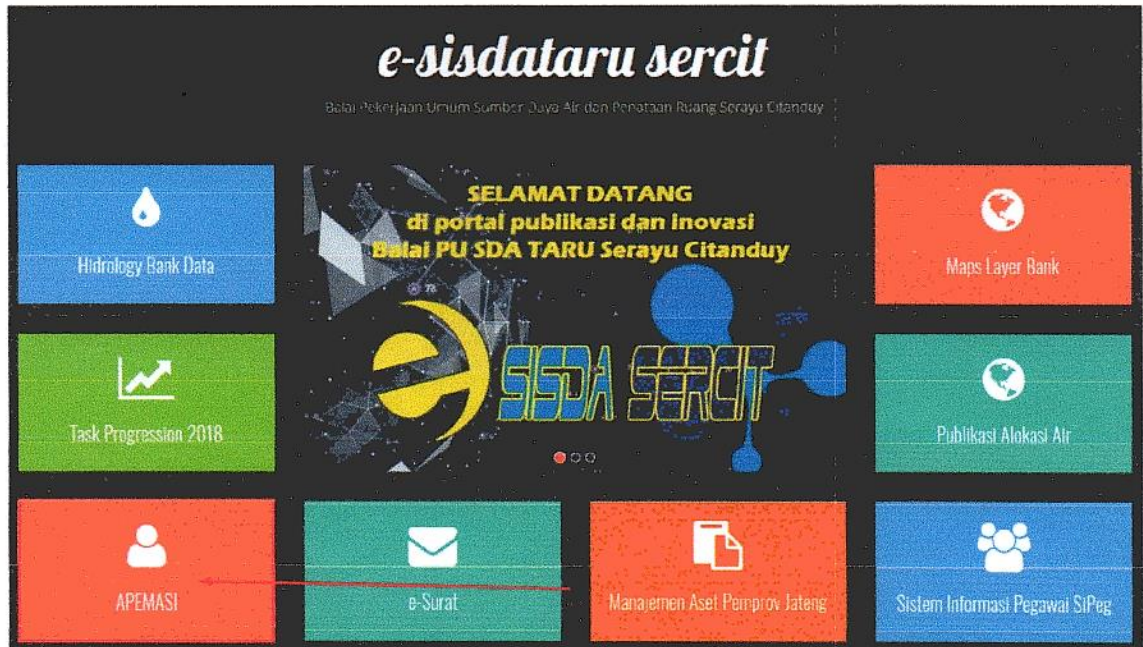 e-sisdataru sercit
Balai Pekerjaan Umum Sumber Daya Air dan Penataan Ruang Serayu Citanduy
Hidrology Bank Data
SELAMAT DATANG
di portal publikasi dan inovasi
Balai PU SDA TARU Serayu Citanduy
Maps Layer Bank
e SISDA SERCIT
Task Progression 2018
Publikasi Alokasi Air
APEMASI
e-Surat
Manajemen Aset Pemprov Jateng
Sistem Informasi Pegawai SiPeg